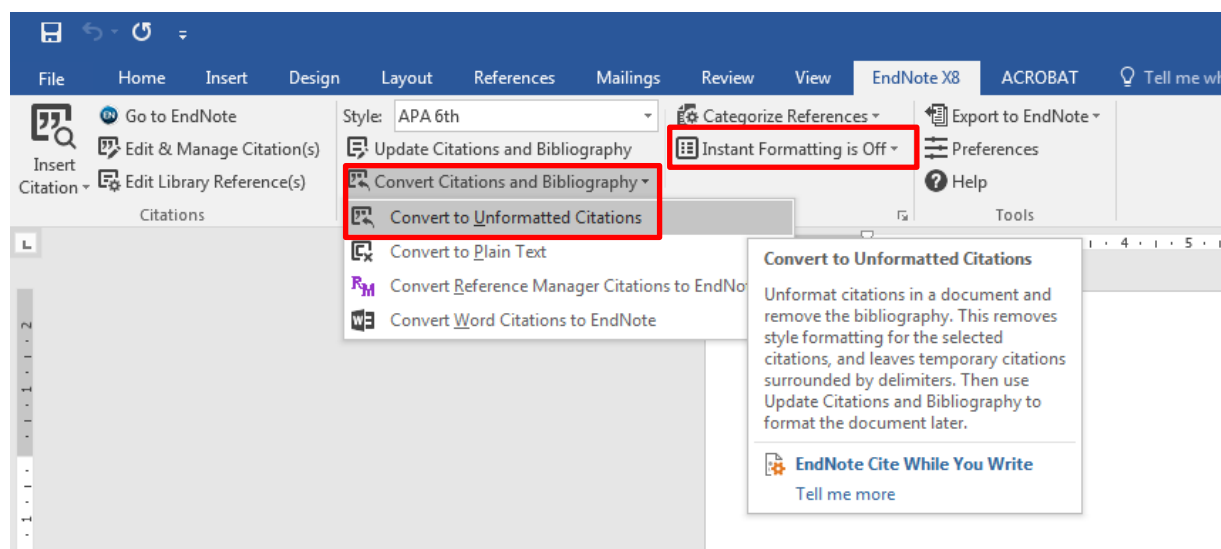 File Home Insert Design Layout References Mailings Review View EndNote X8 ACROBAT Tell me
Insert Citation
Go to EndNote
Edit & Manage Citation(s)
Edit Library Reference(s)
Citations
Style: APA 6th
Update Citations and Bibliography
Convert Citations and Bibliography
Convert to Unformatted Citations
Convert to Plain Text
Convert Reference Manager Citations to
Convert Word Citations to EndNote
Categorize References
Instant Formatting is Off
Export to EndNote
Preferences
Help
Tools
4 5
2
1
1
Convert to Unformatted Citations
Unformat citations in a document and
remove the bibliography. This removes
style formatting for the selected
citations, and leaves temporary citations
surrounded by delimiters. Then use
Update Citations and Bibliography to
format the document later.
EndNote Cite While You Write
Tell me more